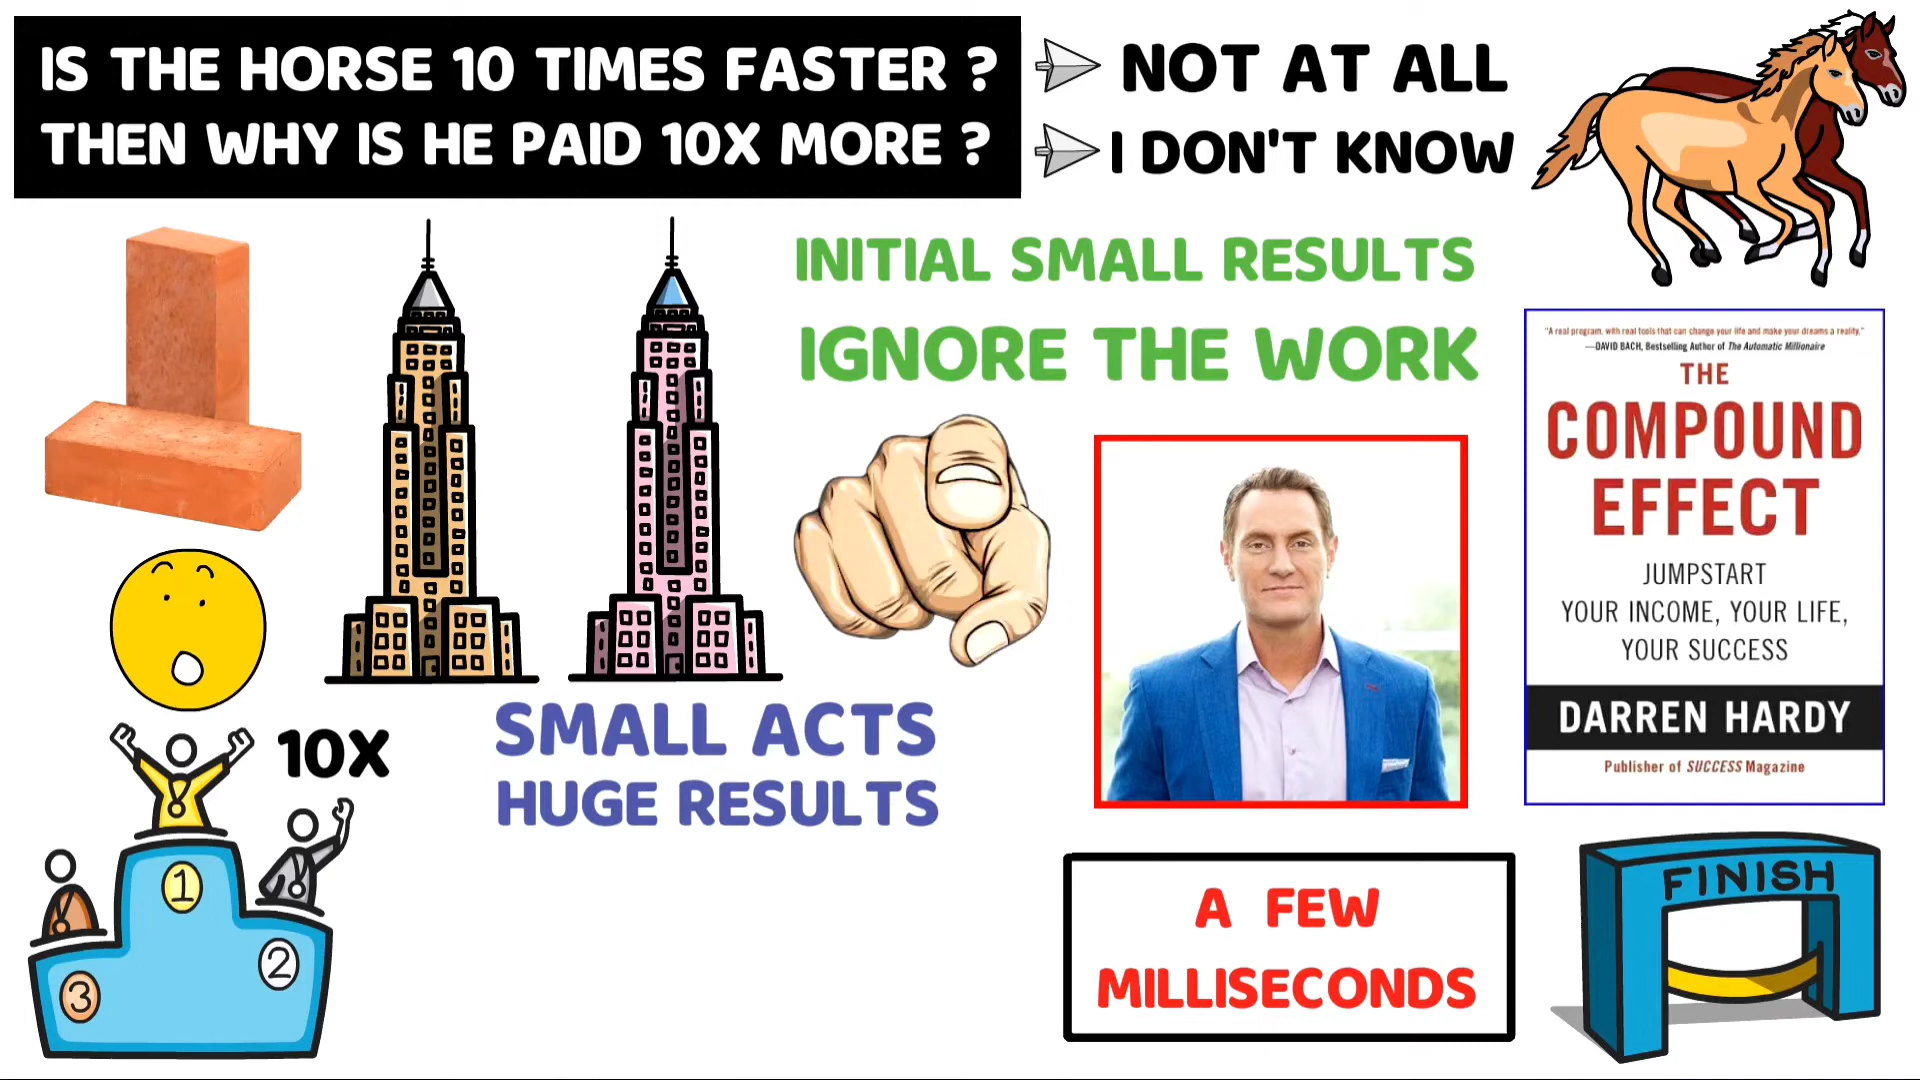 IS THE HORSE 10 TIMES FASTER ?
THEN WHY IS HE PAID 10X MORE ?
NOT AT ALL
I DON'T KNOW
INITIAL SMALL RESULTS
IGNORE THE WORK
"A real program, with real tools that can change your life and make your dreams a reality."
—DAVID BACH, Bestselling Author of The Automatic Millionaire
THE
COMPOUND
EFFECT
JUMPSTART
YOUR INCOME, YOUR LIFE,
YOUR SUCCESS
DARREN HARDY
Publisher of SUCCESS Magazine
10X
SMALL ACTS
HUGE RESULTS
1
2
3
A FEW
MILLISECONDS
FINISH